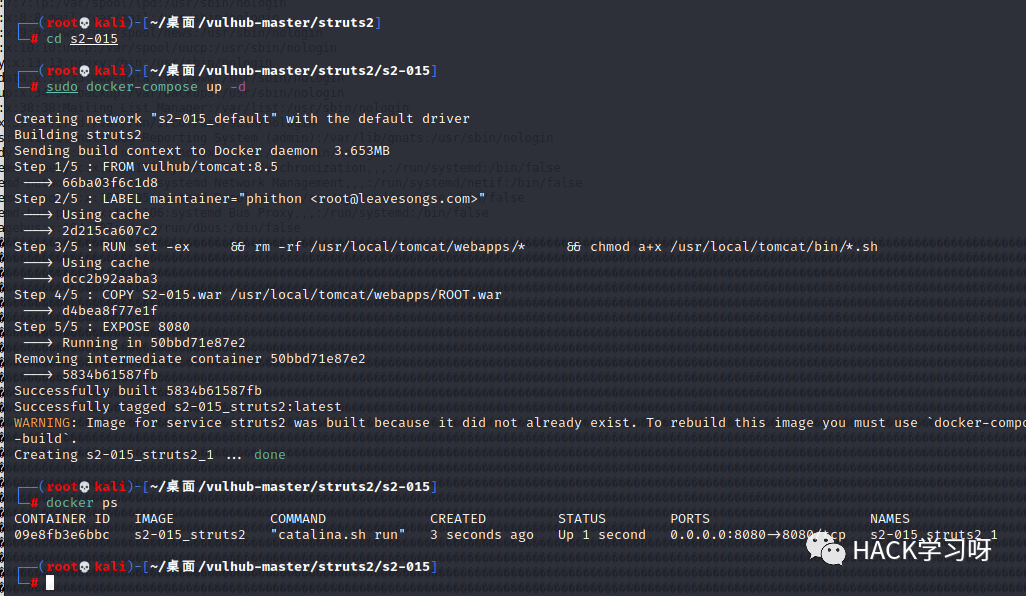 ┌──(root💀kali)-[~/桌面/vulhub-master/struts2]
└─# cd s2-015
┌──(root💀kali)-[~/桌面/vulhub-master/struts2/s2-015]
└─# sudo docker-compose up -d
Creating network "s2-015_default" with the default driver
Building struts2
Sending build context to Docker daemon  3.653MB
Step 1/5 : FROM vulhub/tomcat:8.5
 ---> 66ba03f6c1d8
Step 2/5 : LABEL maintainer="phithon <root@leavesongs.com>"
 ---> Using cache
 ---> 2d215ca607c2
Step 3/5 : RUN set -ex     && rm -rf /usr/local/tomcat/webapps/*     && chmod a+x /usr/local/tomcat/bin/*.sh
 ---> Using cache
 ---> dcc2b92aaba3
Step 4/5 : COPY S2-015.war /usr/local/tomcat/webapps/ROOT.war
 ---> d4bea8f77e1f
Step 5/5 : EXPOSE 8080
 ---> Running in 50bbd71e87e2
Removing intermediate container 50bbd71e87e2
 ---> 5834b61587fb
Successfully built 5834b61587fb
Successfully tagged s2-015_struts2:latest
WARNING: Image for service struts2 was built because it did not already exist. To rebuild this image you must use `docker-compo
-build`.
Creating s2-015_struts2_1 ... done
┌──(root💀kali)-[~/桌面/vulhub-master/struts2/s2-015]
└─# docker ps
CONTAINER ID   IMAGE            COMMAND             CREATED         STATUS        PORTS                    NAMES
09e8fb3e6bbc   s2-015_struts2   "catalina.sh run"   3 seconds ago   Up 1 second   0.0.0.0:8080->8080/tcp   s2-015_struts2_1
HACK学习呀
┌──(root💀kali)-[~/桌面/vulhub-master/struts2/s2-015]
└─#